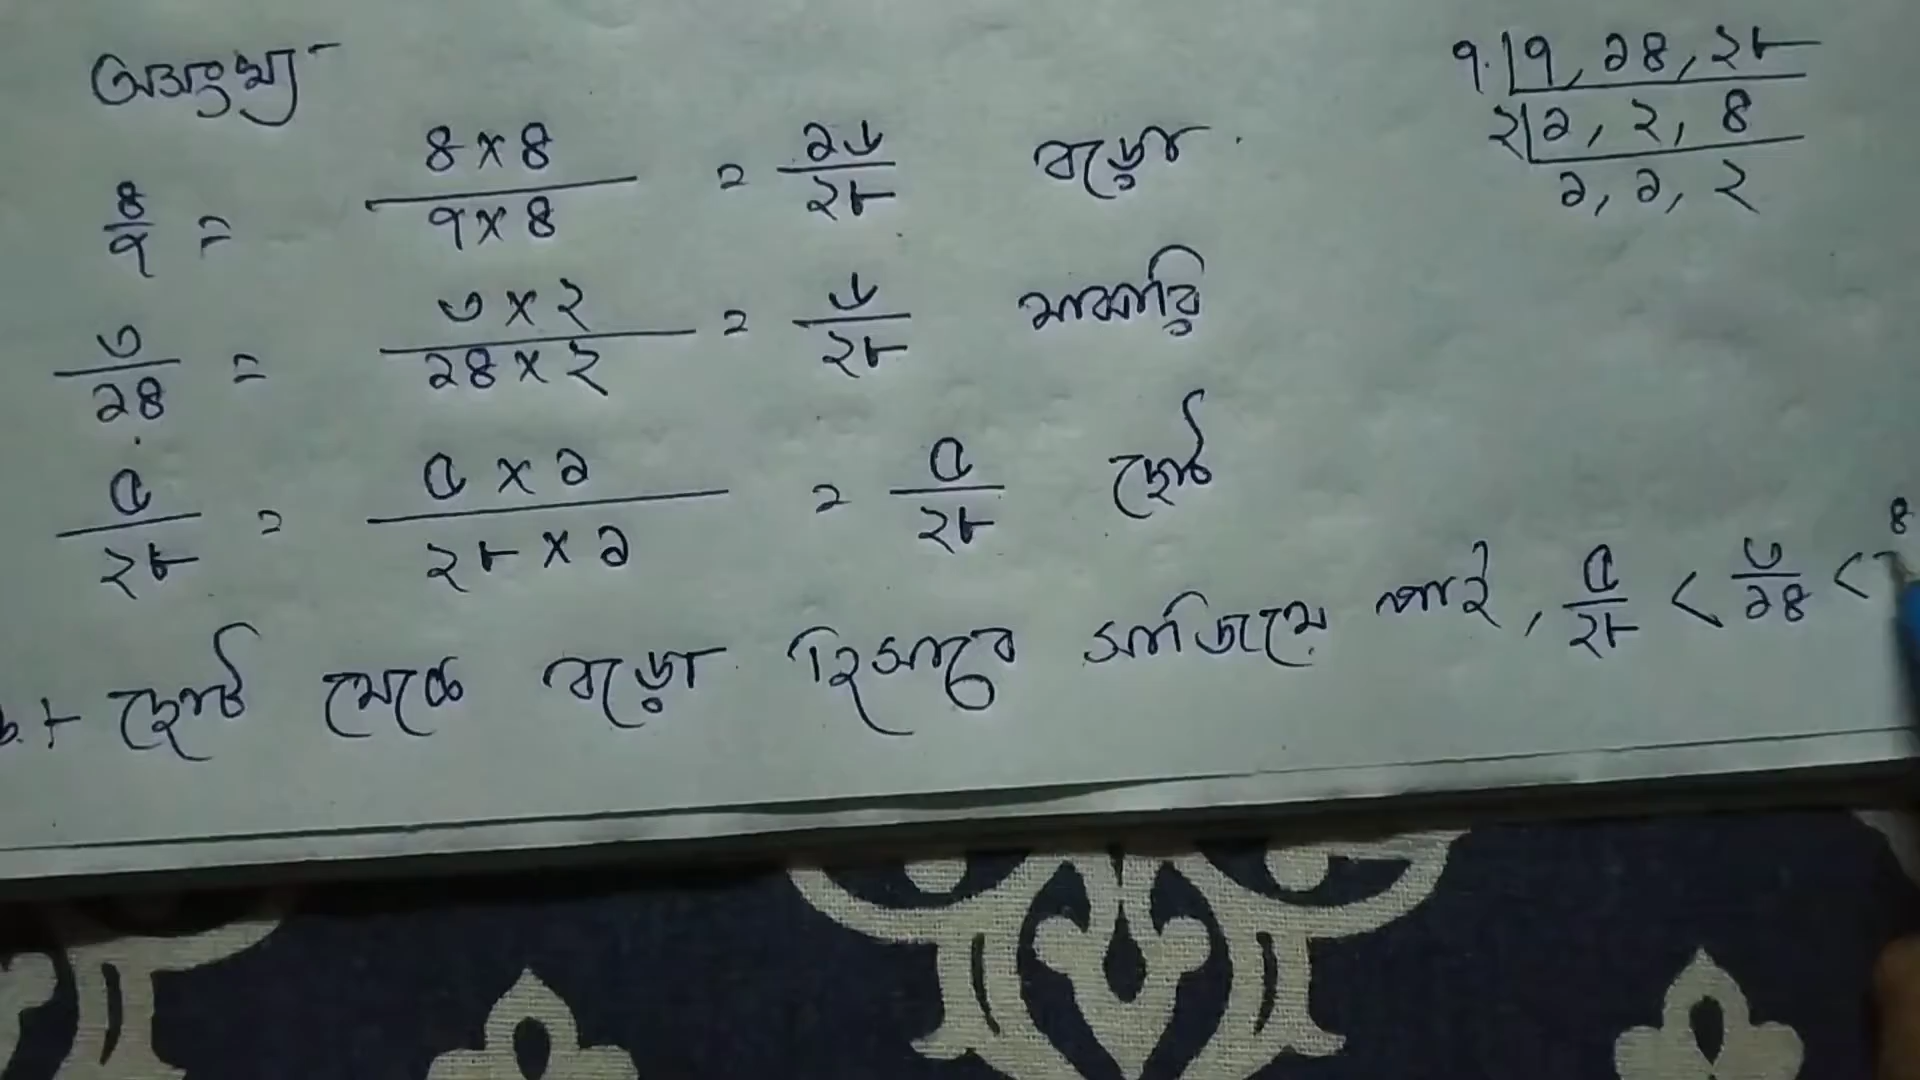 ৭ | ৭, ১৪, ২৮
২ | ১, ২, ৪
১, ১, ২
৪/৭ = ৪ × ৪ / ৭ × ৪ = ১৬/২৮ বড়ো
৩/১৪ = ৩ × ২ / ১৪ × ২ = ৬/২৮ মাঝারি
৫/২৮ = ৫ × ১ / ২৮ × ১ = ৫/২৮ ছোট
ছোট থেকে বড়ো হিসাবে সাজিয়ে পাই, ৫/২৮ < ৩/১৪ < ৪